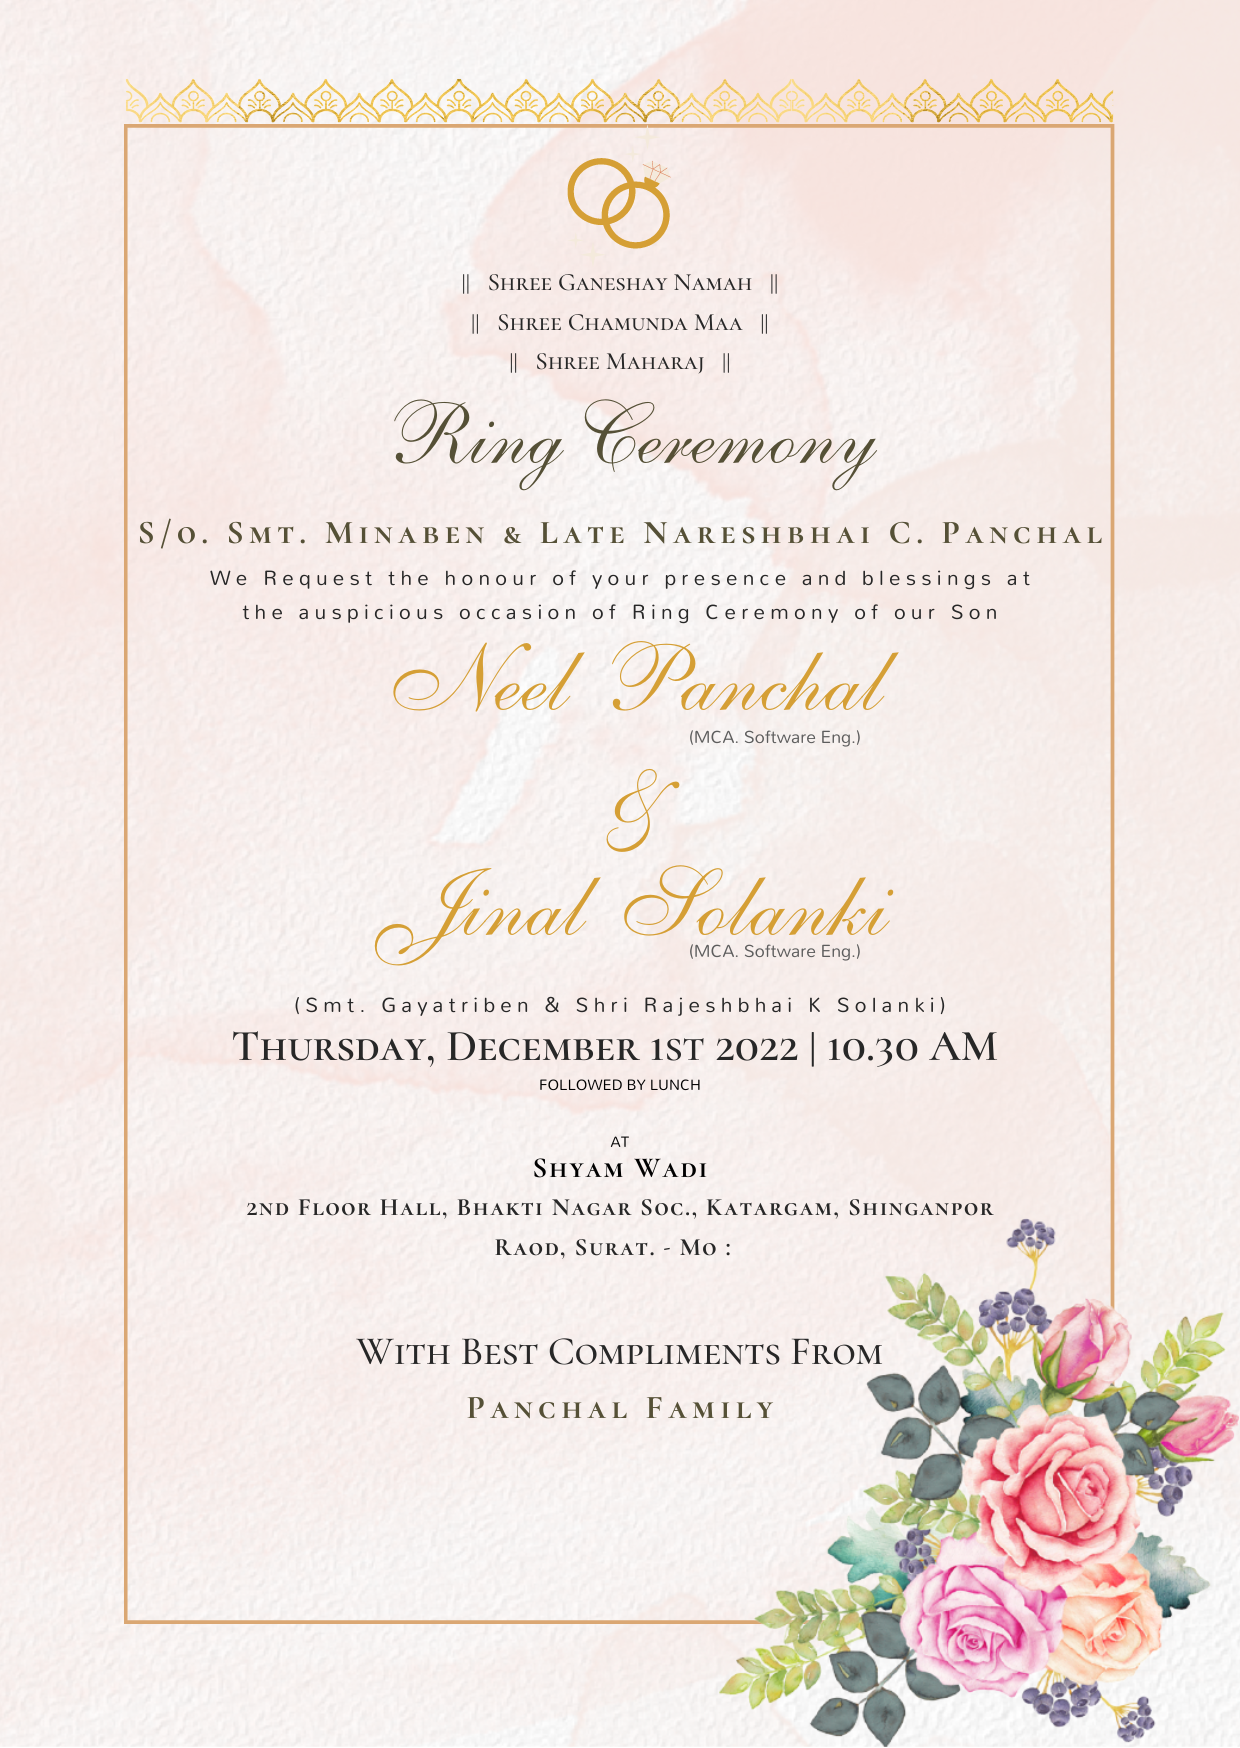 || Shree Ganeshay Namah ||
|| Shree Chamunda Maa ||
|| Shree Maharaj ||
Ring Ceremony
S/o. Smt. Minaben & Late Nareshbhai C. Panchal
We Request the honour of your presence and blessings at
the auspicious occasion of Ring Ceremony of our Son
Neel Panchal
(MCA. Software Eng.)
&
Jinal Solanki
(MCA. Software Eng.)
(Smt. Gayatriben & Shri Rajeshbhai K Solanki)
Thursday, December 1st 2022 | 10.30 AM
FOLLOWED BY LUNCH
AT
Shyam Wadi
2nd Floor Hall, Bhakti Nagar Soc., Katargam, Shinganpor
Raod, Surat. - Mo :
With Best Compliments From
Panchal Family